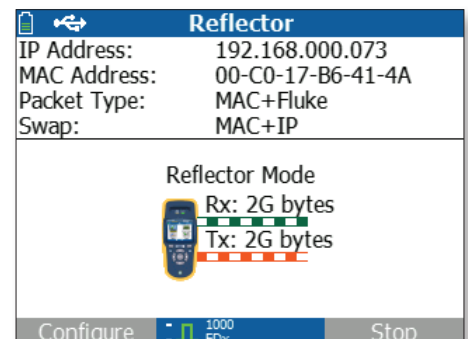 Reflector
IP Address: 192.168.000.073
MAC Address: 00-C0-17-B6-41-4A
Packet Type: MAC+Fluke
Swap: MAC+IP
Reflector Mode
Rx: 2G bytes
Tx: 2G bytes
Configure 1000 Stop
FDx